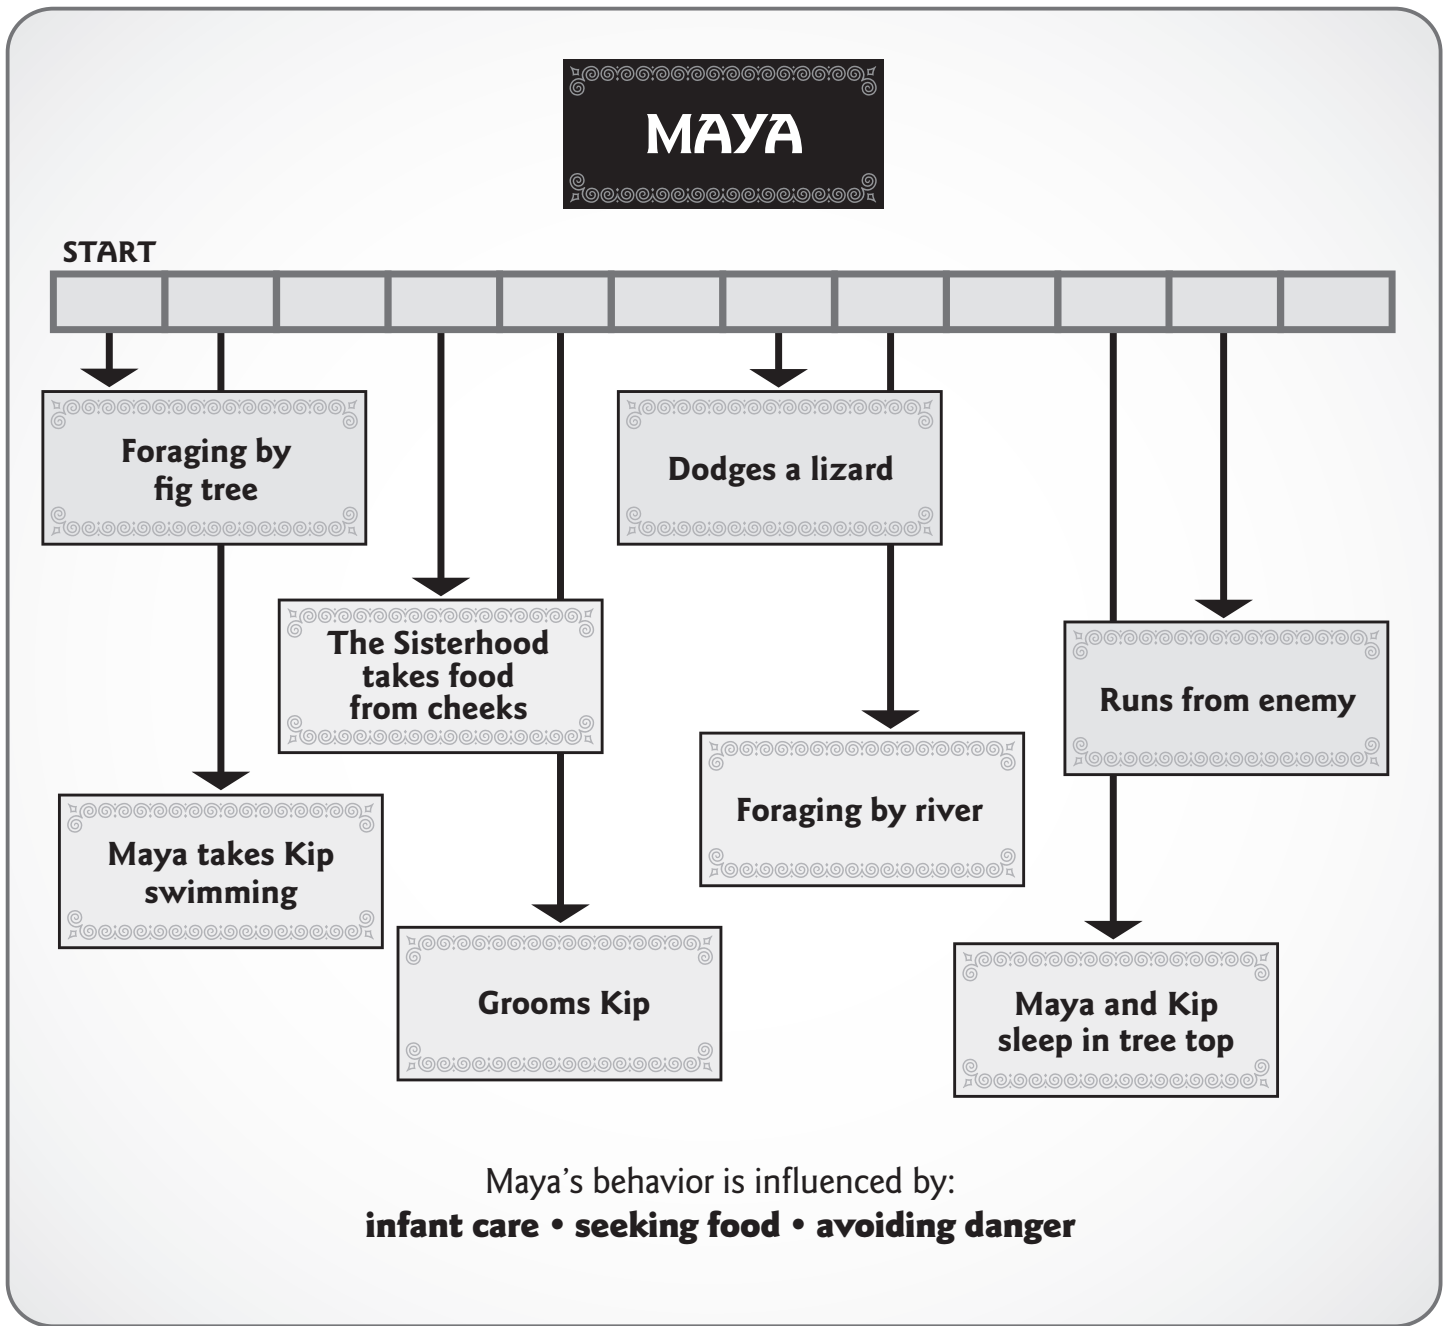 MAYA
START
Foraging by
fig tree
Dodges a lizard
The Sisterhood
takes food
from cheeks
Runs from enemy
Foraging by river
Maya takes Kip
swimming
Grooms Kip
Maya and Kip
sleep in tree top
Maya’s behavior is influenced by:
infant care • seeking food • avoiding danger